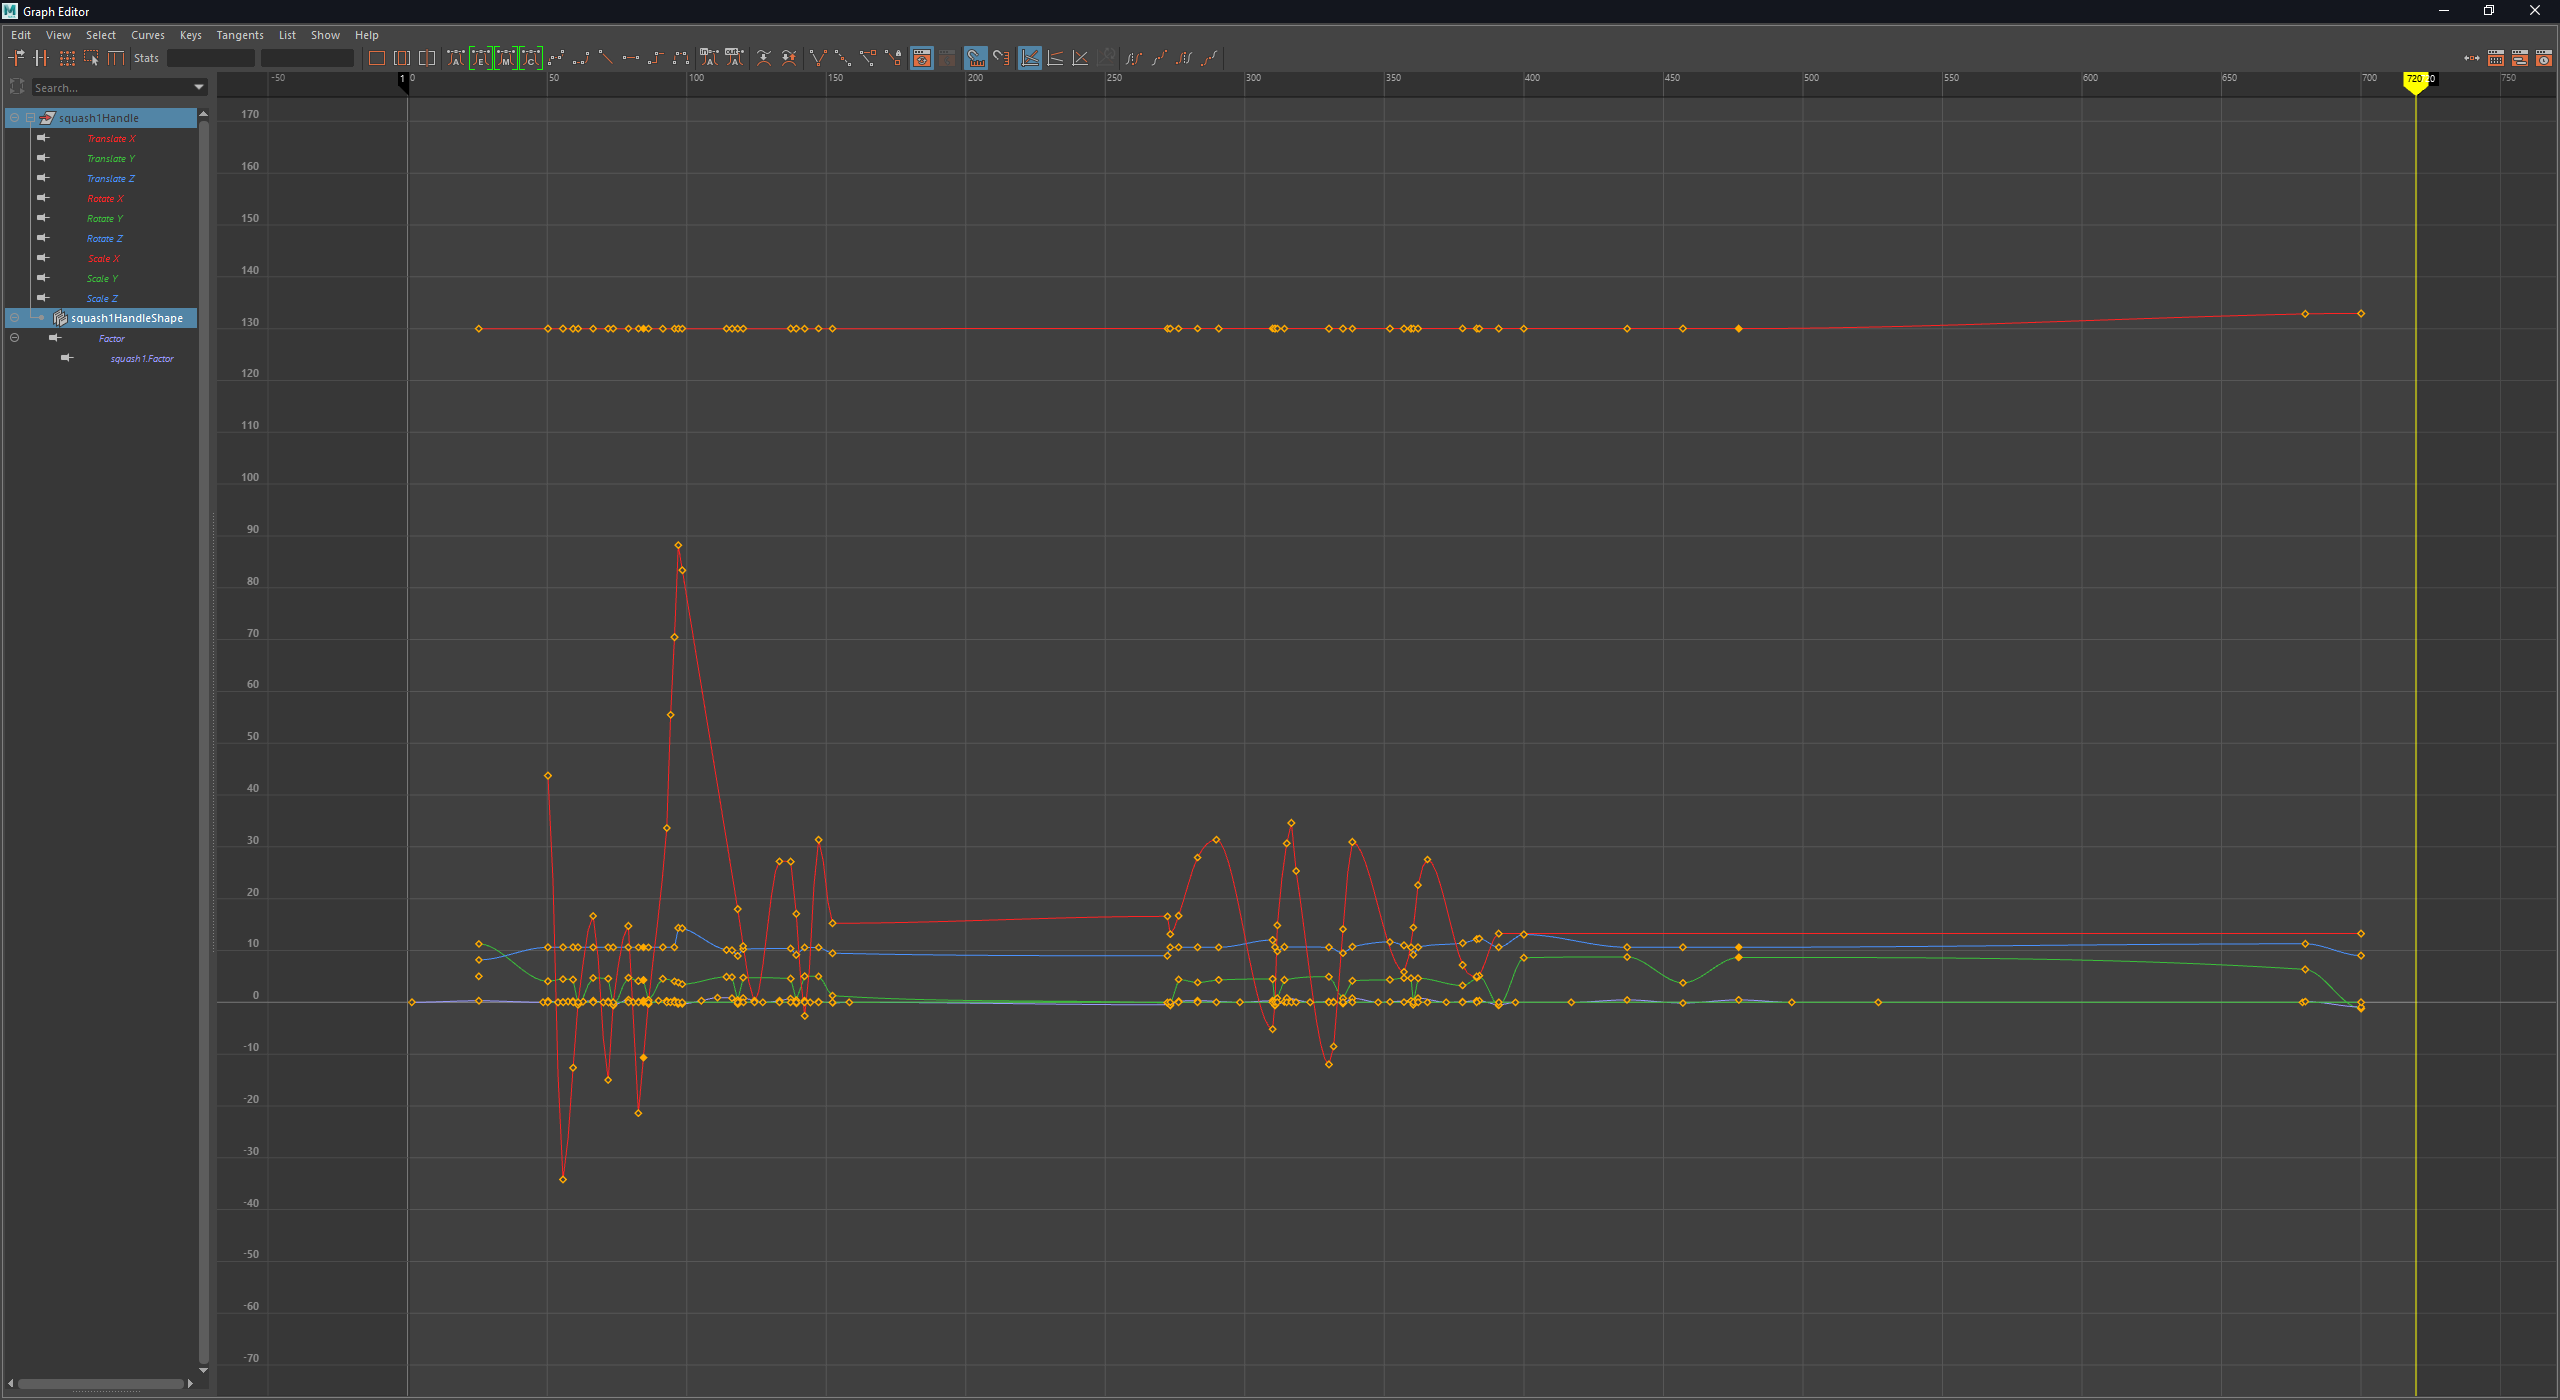 Graph Editor
Edit View Select Curves Keys Tangents List Show Help
Stats
Search...
-50 1 0 50 100 150 200 250 300 350 400 450 500 550 600 650 700 720 750
squash1Handle
Translate X
Translate Y
Translate Z
Rotate X
Rotate Y
Rotate Z
Scale X
Scale Y
Scale Z
squash1HandleShape
Factor
squash1.Factor
170
160
150
140
130
120
110
100
90
80
70
60
50
40
30
20
10
0
-10
-20
-30
-40
-50
-60
-70